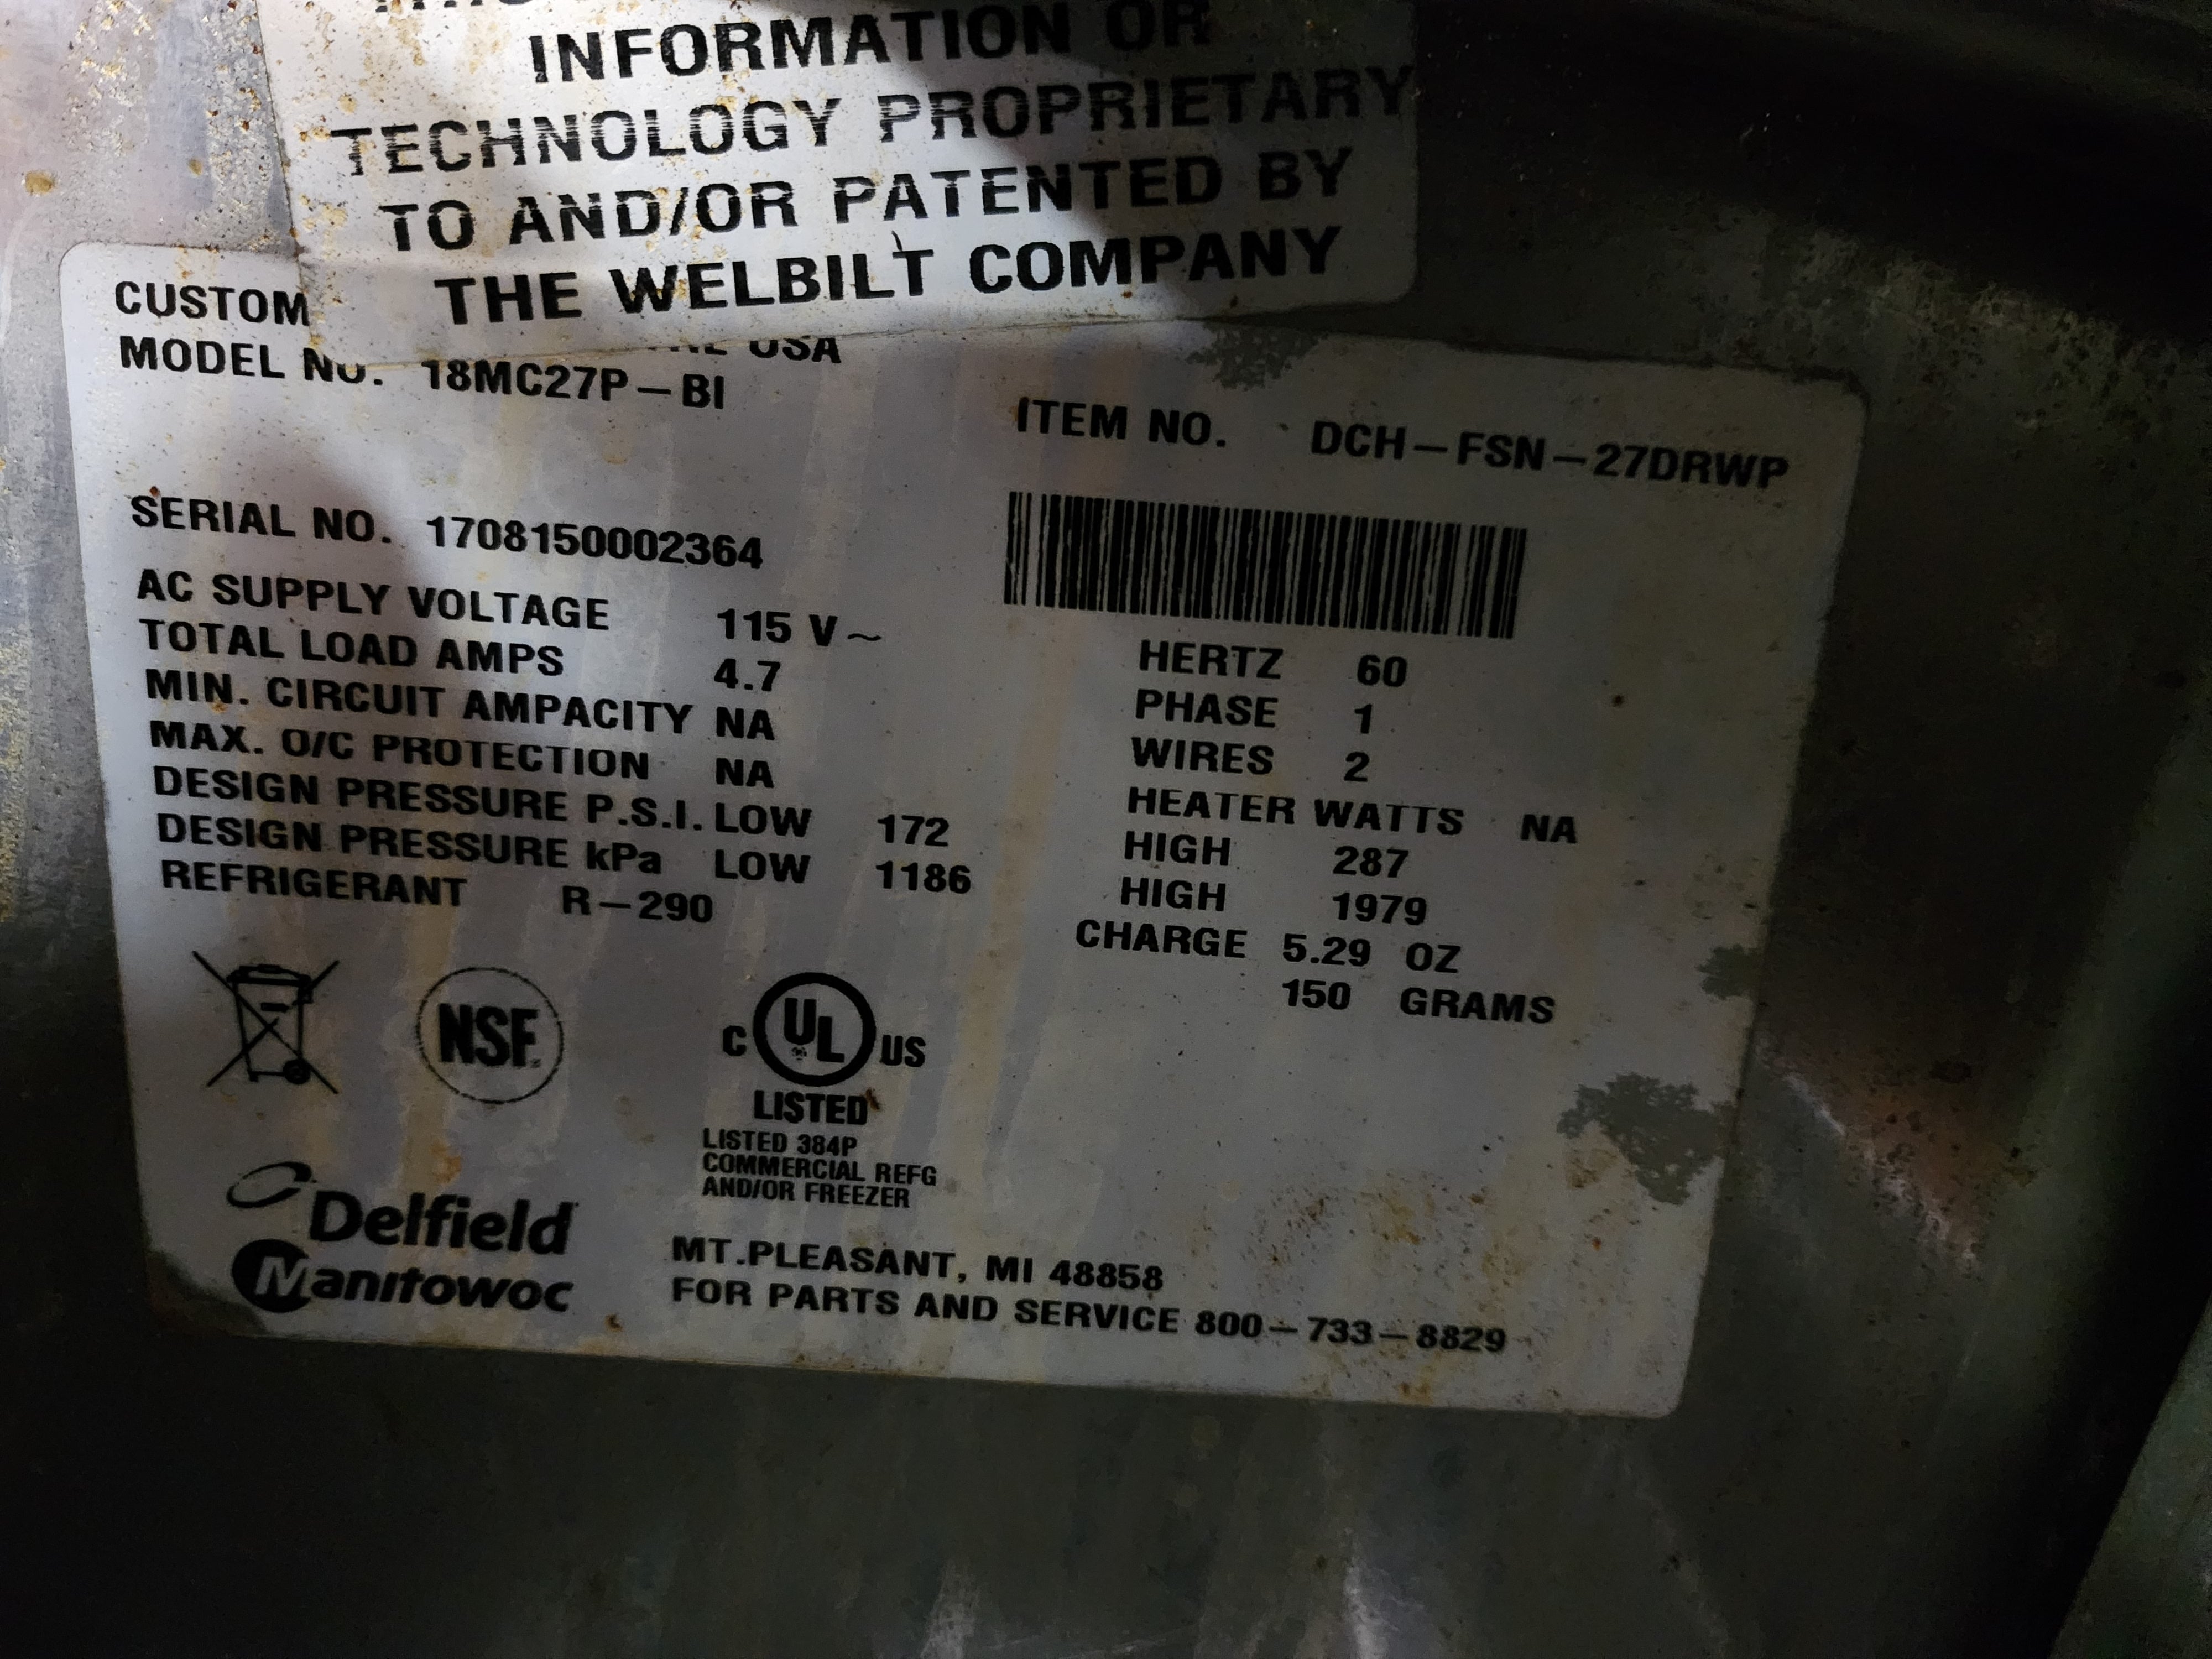 INFORMATION OR
TECHNOLOGY PROPRIETARY
TO AND/OR PATENTED BY
THE WELBILT COMPANY
CUSTOM
USA
MODEL NO. 18MC27P-BI
ITEM NO. DCH-FSN-27DRWP
SERIAL NO. 1708150002364
AC SUPPLY VOLTAGE 115 V~
HERTZ 60
TOTAL LOAD AMPS 4.7
PHASE 1
MIN. CIRCUIT AMPACITY NA
WIRES 2
MAX. O/C PROTECTION NA
HEATER WATTS NA
DESIGN PRESSURE P.S.I. LOW 172
HIGH 287
DESIGN PRESSURE kPa LOW 1186
HIGH 1979
REFRIGERANT R-290
CHARGE 5.29 OZ
150 GRAMS
NSF
C UL US
LISTED
LISTED 384P
COMMERCIAL REFG
AND/OR FREEZER
Delfield
Manitowoc
MT.PLEASANT, MI 48858
FOR PARTS AND SERVICE 800-733-8829